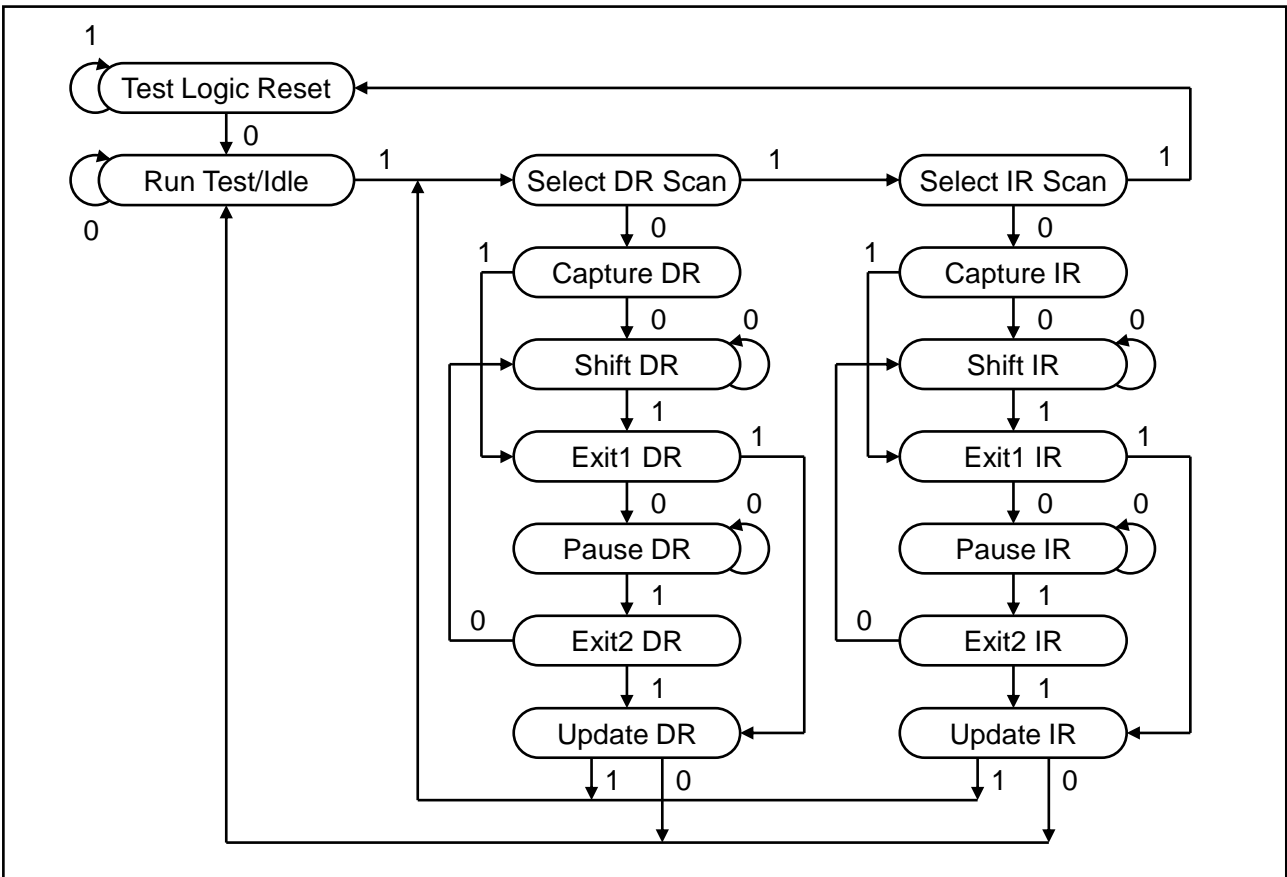 1
Test Logic Reset
0
Run Test/Idle
1
Select DR Scan
1
Select IR Scan
1
0
0
0
1
Capture DR
1
Capture IR
0
0
0
0
Shift DR
Shift IR
1
1
Exit1 DR
1
Exit1 IR
1
0
0
0
0
Pause DR
Pause IR
1
1
0
Exit2 DR
0
Exit2 IR
1
1
Update DR
Update IR
1
0
1
0